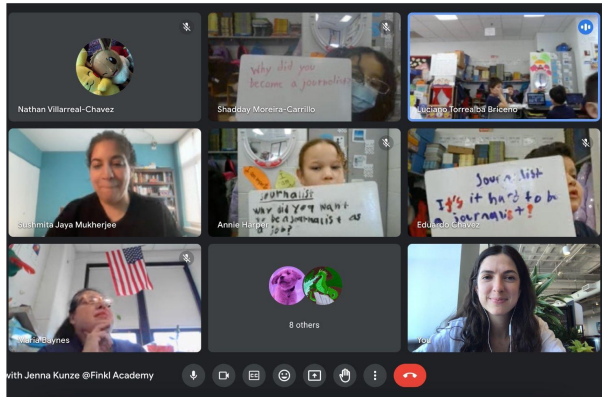 Why did you
become a journalist
Nathan Villarreal-Chavez
Shadday Moreira-Carrillo
Luciano Torrealba Briceno
Journalist
why did you want
to be a journalist as
a job?
Journalist
It's it hard to be
a journalist?
Sushmita Jaya Mukherjee
Annie Harper
Eduardo Chavez
8 others
Maria Baynes
You
with Jenna Kunze @Finkl Academy
CC